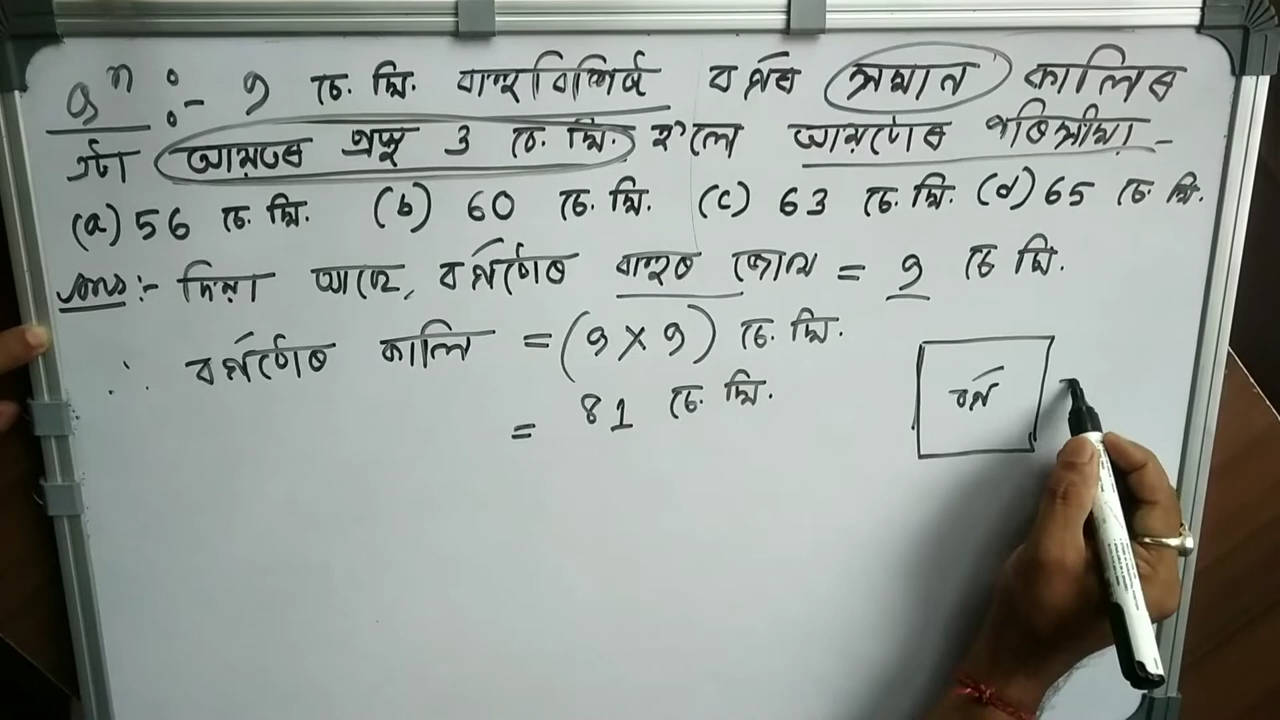 Qⁿ :- 9 চে. মি. বাহুবিশিৰ্ষ বৰ্গৰ সমান কালিৰ
এটা আয়তৰ প্ৰস্থ 3 চে. মি. হ'লে আয়তটোৰ পৰিসীমা -
(a) 56 চে. মি. (b) 60 চে. মি. (c) 63 চে. মি. (d) 65 চে. মি.
Ans :- দিয়া আছে, বৰ্গটোৰ বাহুৰ জোখ = 9 চে মি.
∴ বৰ্গটোৰ কালি = (9 × 9) চে. মি.
= 81 চে. মি.
বৰ্গ